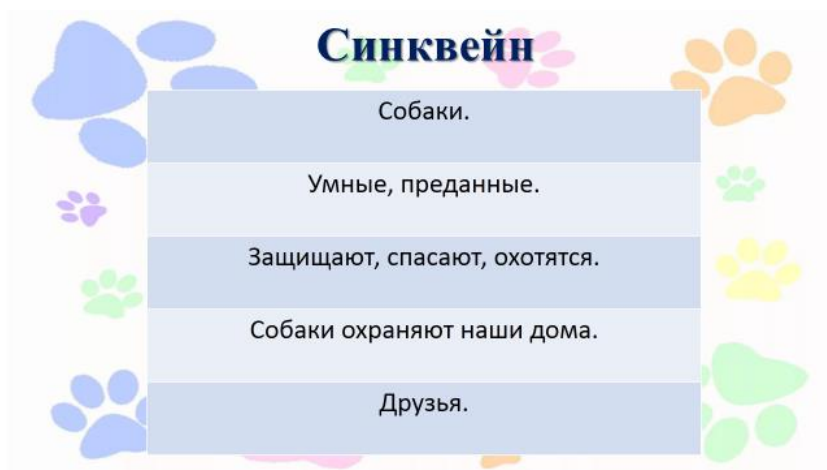 Синквейн
Собаки.
Умные, преданные.
Защищают, спасают, охотятся.
Собаки охраняют наши дома.
Друзья.